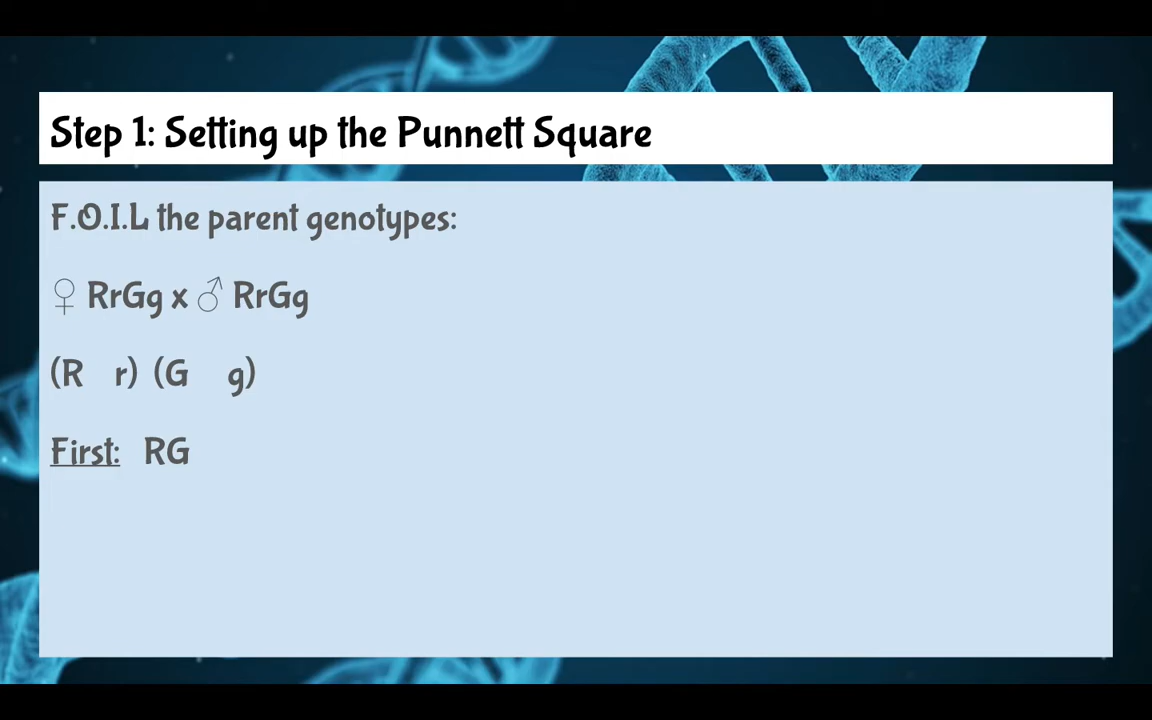 Step 1: Setting up the Punnett Square
F.O.I.L the parent genotypes:
♀ RrGg x ♂ RrGg
(R r) (G g)
First: RG